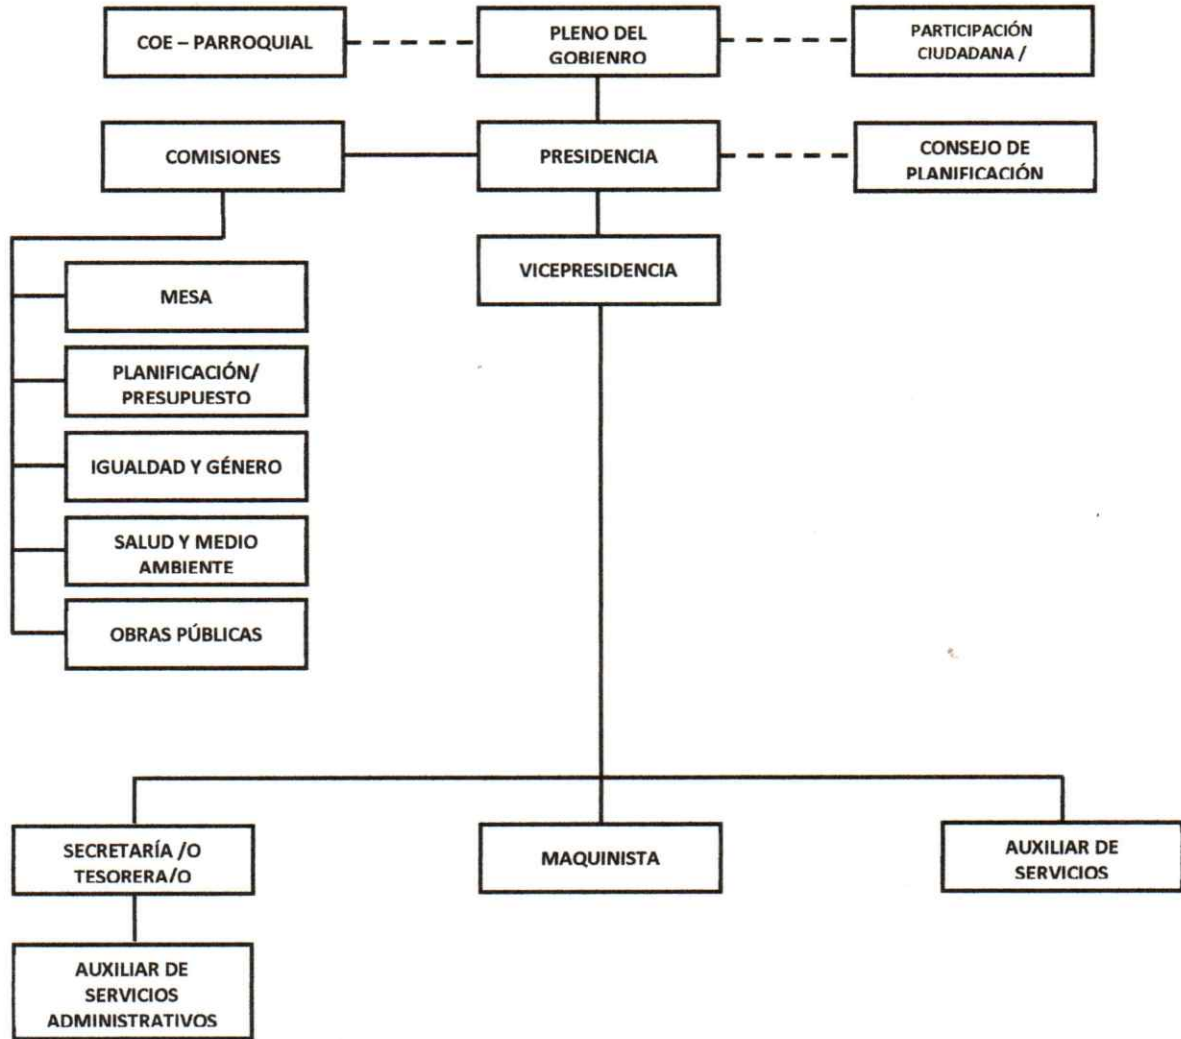 COE – PARROQUIAL
PLENO DEL
GOBIENRO
PARTICIPACIÓN
CIUDADANA /
COMISIONES
PRESIDENCIA
CONSEJO DE
PLANIFICACIÓN
VICEPRESIDENCIA
MESA
PLANIFICACIÓN/
PRESUPUESTO
IGUALDAD Y GÉNERO
SALUD Y MEDIO
AMBIENTE
OBRAS PÚBLICAS
SECRETARÍA /O
TESORERA/O
MAQUINISTA
AUXILIAR DE
SERVICIOS
AUXILIAR DE
SERVICIOS
ADMINISTRATIVOS